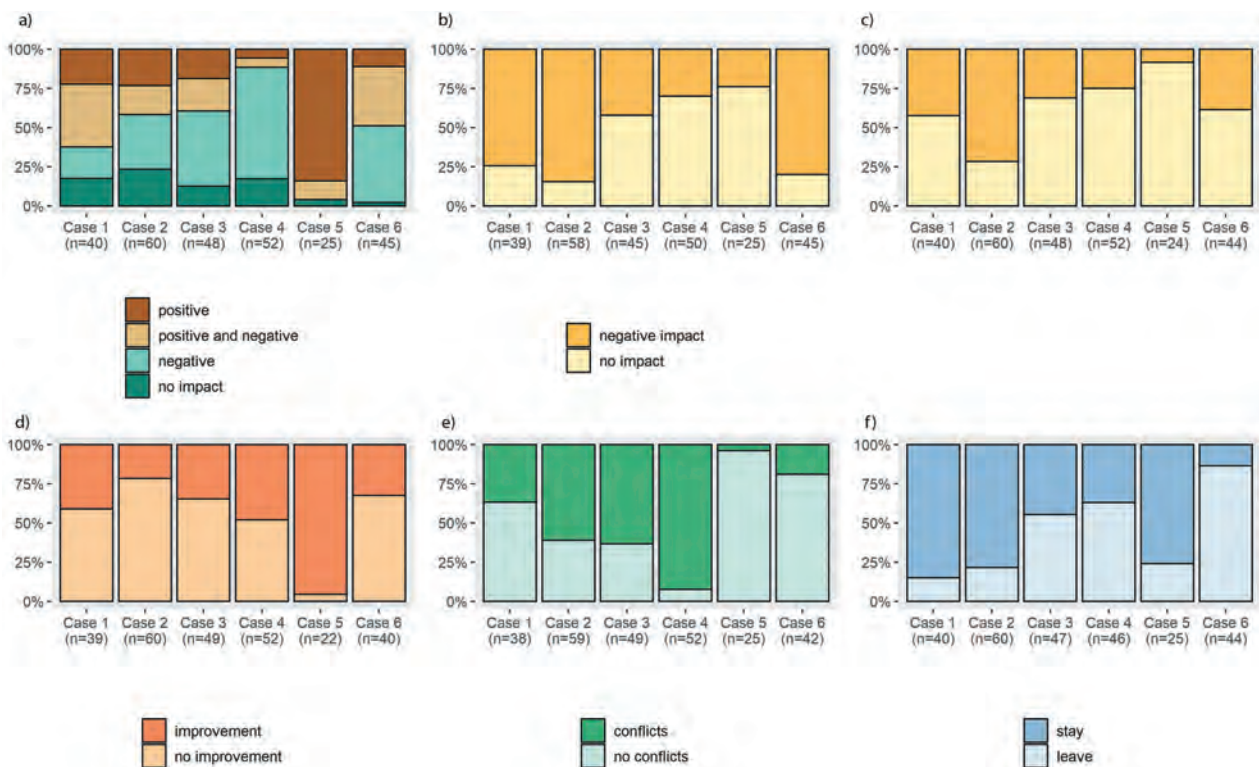 a)
100%
75%
50%
25%
0%
Case 1 Case 2 Case 3 Case 4 Case 5 Case 6
(n=40) (n=60) (n=48) (n=52) (n=25) (n=45)
positive
positive and negative
negative
no impact
b)
100%
75%
50%
25%
0%
Case 1 Case 2 Case 3 Case 4 Case 5 Case 6
(n=39) (n=58) (n=45) (n=50) (n=25) (n=45)
negative impact
no impact
c)
100%
75%
50%
25%
0%
Case 1 Case 2 Case 3 Case 4 Case 5 Case 6
(n=40) (n=60) (n=48) (n=52) (n=24) (n=44)
d)
100%
75%
50%
25%
0%
Case 1 Case 2 Case 3 Case 4 Case 5 Case 6
(n=39) (n=60) (n=49) (n=52) (n=22) (n=40)
improvement
no improvement
e)
100%
75%
50%
25%
0%
Case 1 Case 2 Case 3 Case 4 Case 5 Case 6
(n=38) (n=59) (n=49) (n=52) (n=25) (n=42)
conflicts
no conflicts
f)
100%
75%
50%
25%
0%
Case 1 Case 2 Case 3 Case 4 Case 5 Case 6
(n=40) (n=60) (n=47) (n=46) (n=25) (n=44)
stay
leave